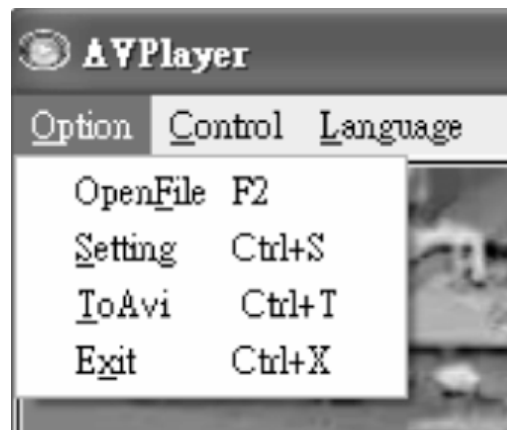 AVPlayer
Option Control Language
OpenFile F2
Setting Ctrl+S
ToAvi Ctrl+T
Exit Ctrl+X